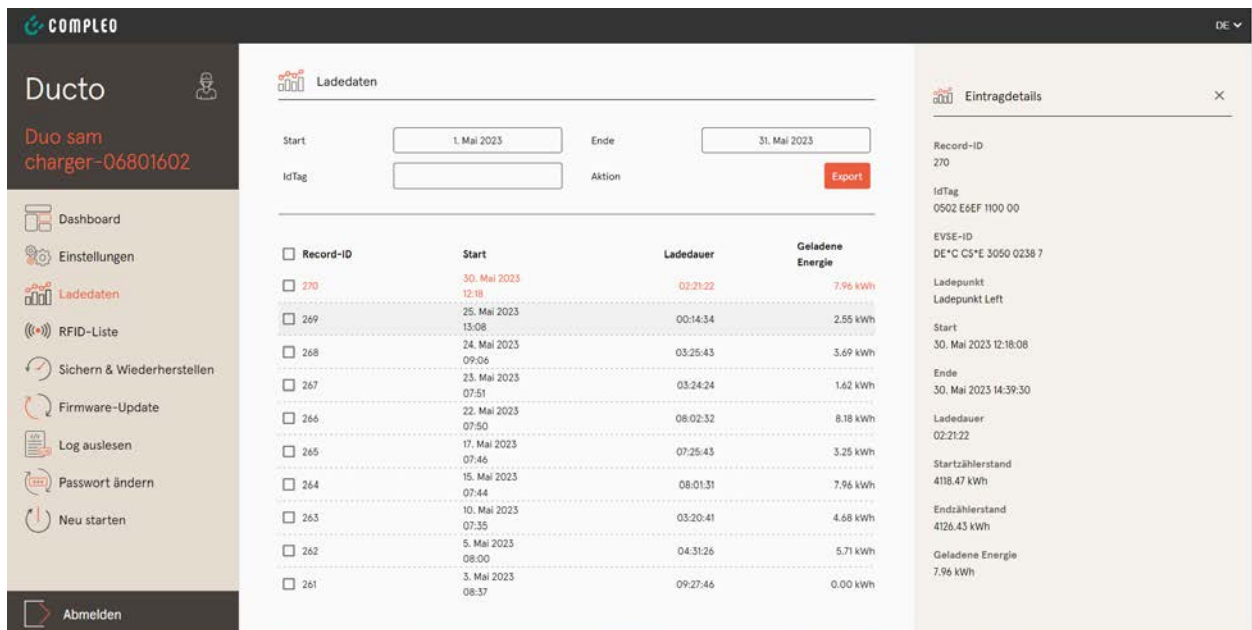 COMPLEO
DE
Ducto
Duo sam
charger-06801602
Dashboard
Einstellungen
Ladedaten
RFID-Liste
Sichern & Wiederherstellen
Firmware-Update
Log auslesen
Passwort ändern
Neu starten
Abmelden
Ladedaten
Start 1. Mai 2023 Ende 31. Mai 2023
IdTag Aktion Export
Record-ID Start Ladedauer Geladene
Energie
270 30. Mai 2023 02:21:22 7.96 kWh
12:18
269 25. Mai 2023 00:14:34 2.55 kWh
13:08
268 24. Mai 2023 03:25:43 3.69 kWh
09:06
267 23. Mai 2023 03:24:24 1.62 kWh
07:51
266 22. Mai 2023 08:02:32 8.18 kWh
07:50
265 17. Mai 2023 07:25:43 3.25 kWh
07:46
264 15. Mai 2023 08:01:31 7.96 kWh
07:44
263 10. Mai 2023 03:20:41 4.68 kWh
07:35
262 5. Mai 2023 04:31:26 5.71 kWh
08:00
261 3. Mai 2023 09:27:46 0.00 kWh
08:37
Eintragdetails
Record-ID
270
IdTag
0502 E6EF 1100 00
EVSE-ID
DE*C CS*E 3050 0238 7
Ladepunkt
Ladepunkt Left
Start
30. Mai 2023 12:18:08
Ende
30. Mai 2023 14:39:30
Ladedauer
02:21:22
Startzählerstand
4118.47 kWh
Endzählerstand
4126.43 kWh
Geladene Energie
7.96 kWh